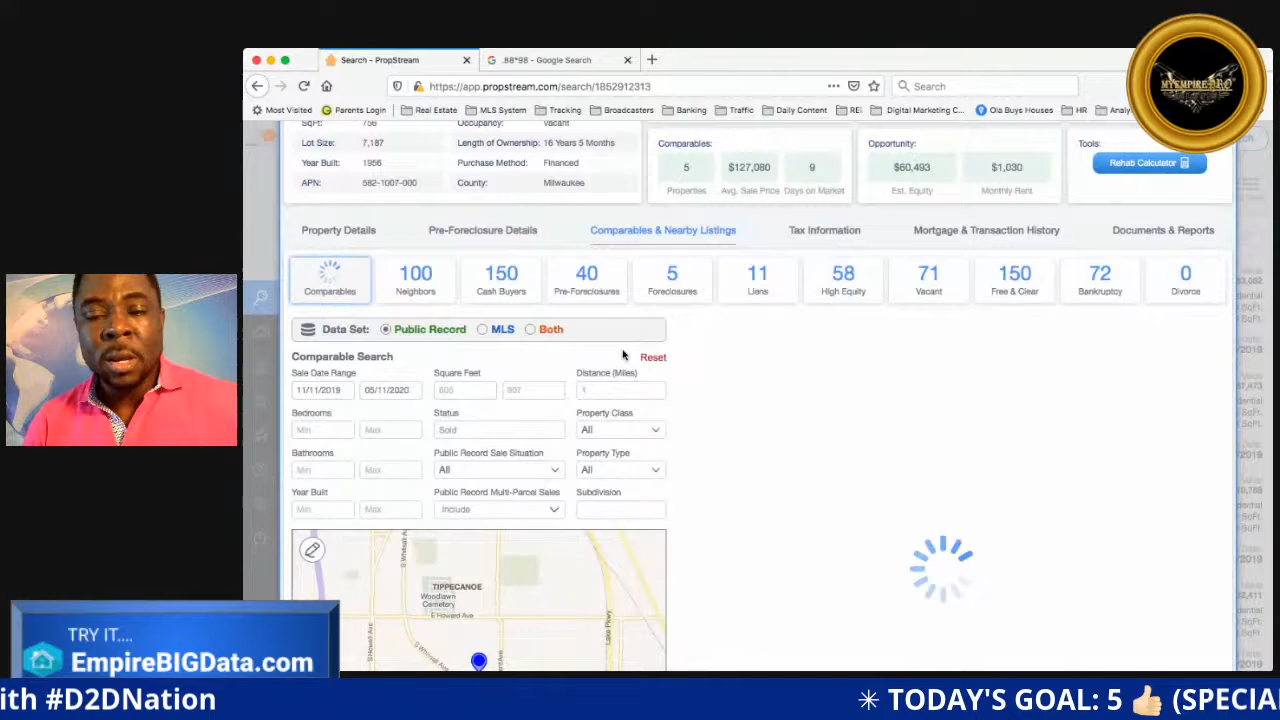 Search - PropStream
.88*98 - Google Search
https://app.propstream.com/search/1852912313
Search
Most Visited
Parents Login
Real Estate
MLS System
Tracking
Broadcasters
Banking
Traffic
Daily Content
Digital Marketing C...
Ola Buys Houses
HR
MYEMPIREPRO
SqFt: 756
Occupancy: Vacant
Lot Size: 7,187
Length of Ownership: 16 Years 5 Months
Year Built: 1956
Purchase Method: Financed
APN: 582-1007-000
County: Milwaukee
Comparables:
5 $127,080 9
Properties Avg. Sale Price Days on Market
Opportunity:
$60,493 $1,030
Est. Equity Monthly Rent
Tools:
Rehab Calculator
Property Details
Pre-Foreclosure Details
Comparables & Nearby Listings
Tax Information
Mortgage & Transaction History
Documents & Reports
Comparables
100 Neighbors
150 Cash Buyers
40 Pre-Foreclosures
5 Foreclosures
11 Liens
58 High Equity
71 Vacant
150 Free & Clear
72 Bankruptcy
0 Divorce
Data Set: Public Record MLS Both
Comparable Search
Reset
Sale Date Range Square Feet Distance (Miles)
11/11/2019 05/11/2020 605 907 1
Bedrooms Status Property Class
Min Max Sold All
Bathrooms Public Record Sale Situation Property Type
Min Max All All
Year Built Public Record Multi-Parcel Sales Subdivision
Min Max Include
TIPPECANOE
Woodlawn
Cemetery
E Howard Ave
TRY IT....
EmpireBIGData.com
ith #D2DNation
✳ TODAY'S GOAL: 5 👍🏻 (SPECIA